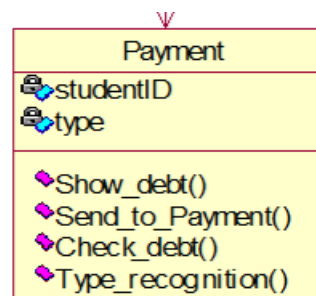 Payment
studentID
type
Show_debt()
Send_to_Payment()
Check_debt()
Type_recognition()